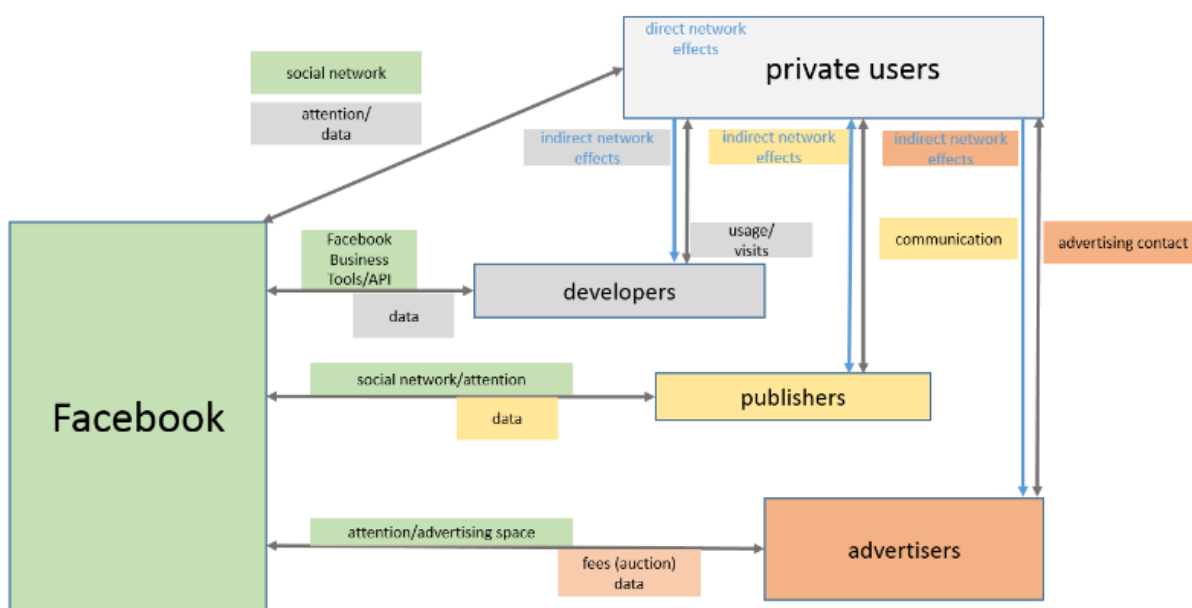 direct network
effects
private users
social network
attention/
data
indirect network
effects
indirect network
effects
indirect network
effects
usage/
visits
communication
advertising contact
Facebook
Business
Tools/API
data
developers
social network/attention
data
publishers
Facebook
attention/advertising space
fees (auction)
data
advertisers